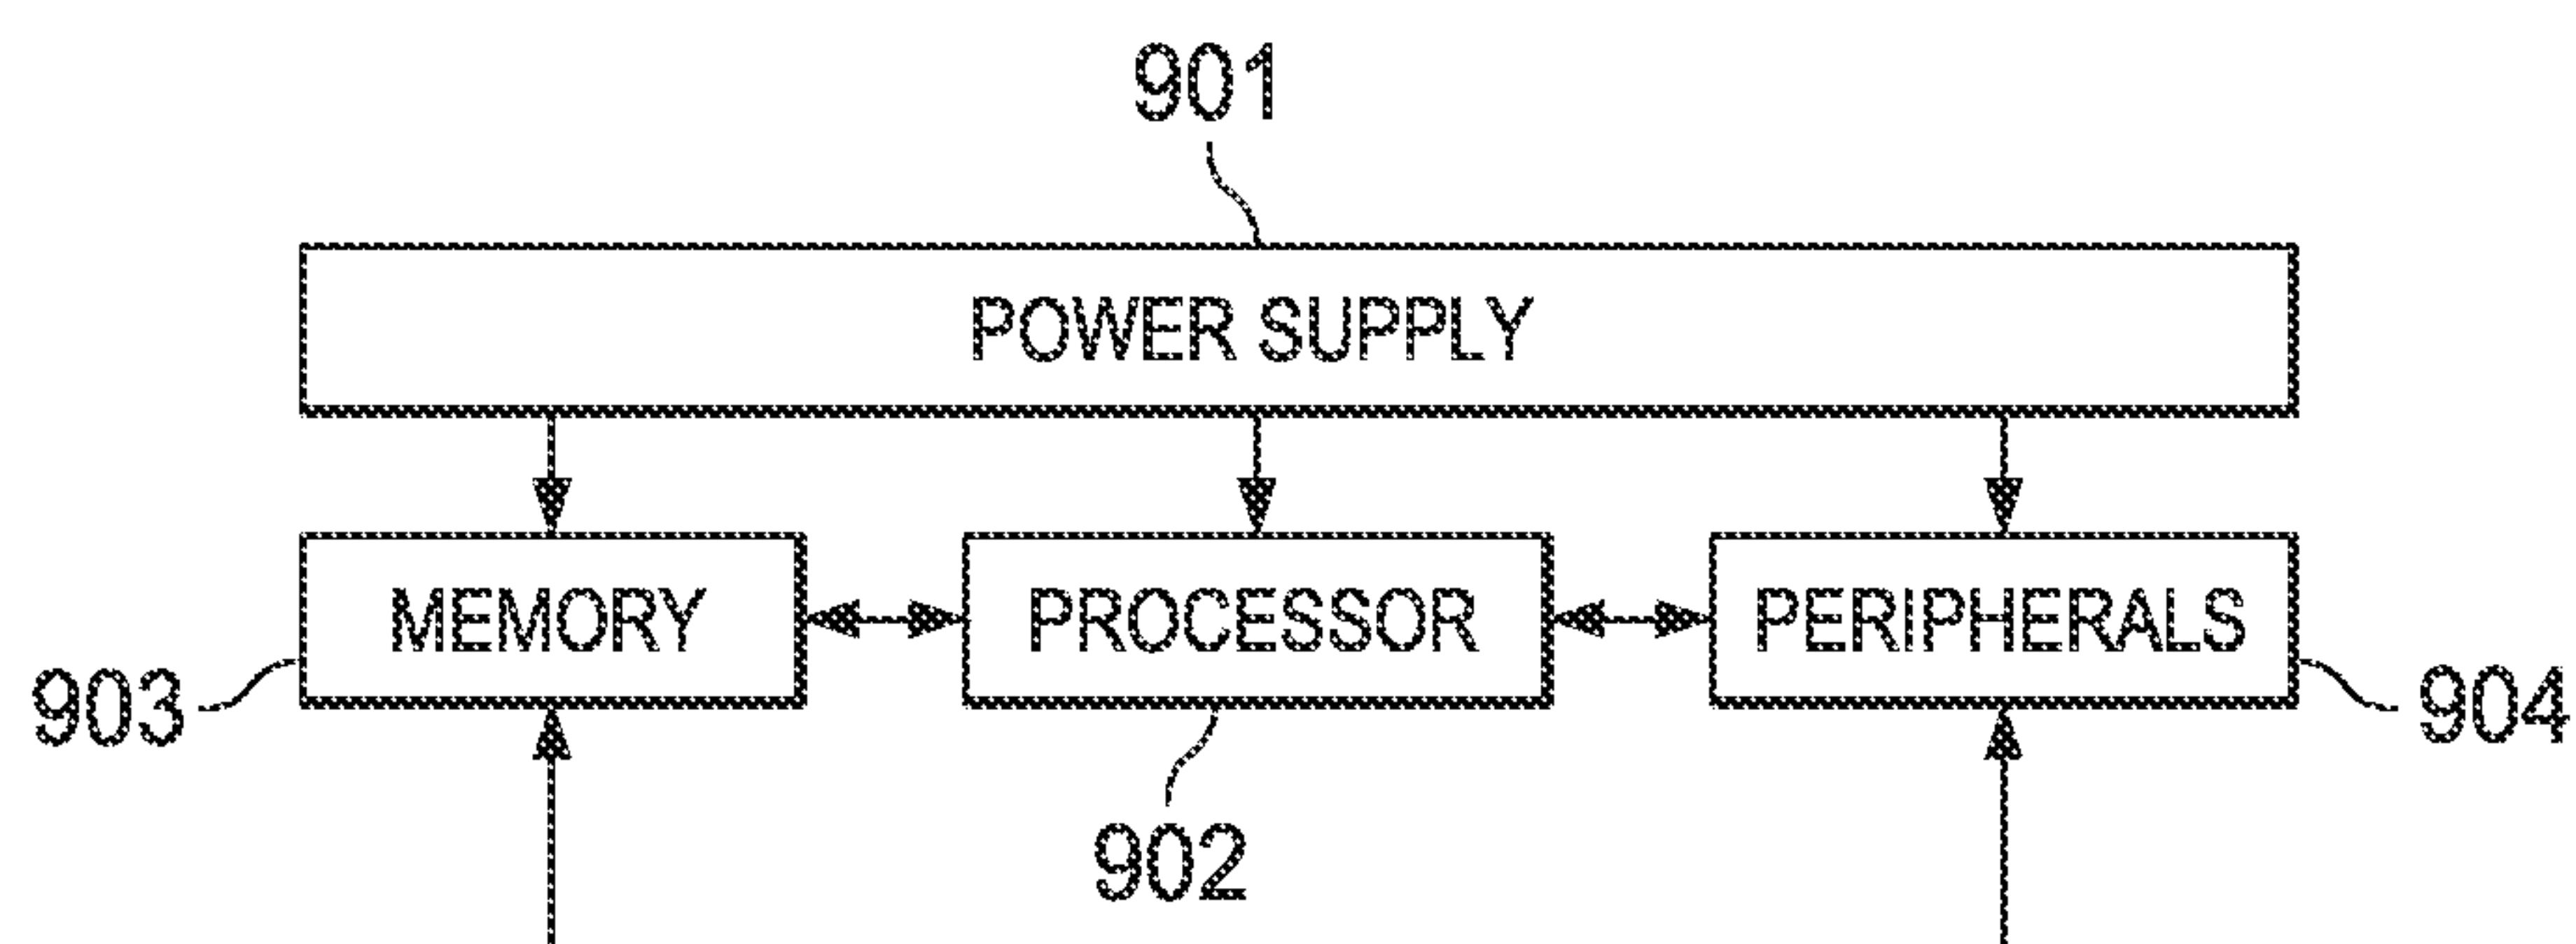 901
POWER SUPPLY
MEMORY
PROCESSOR
PERIPHERALS
903
904
902